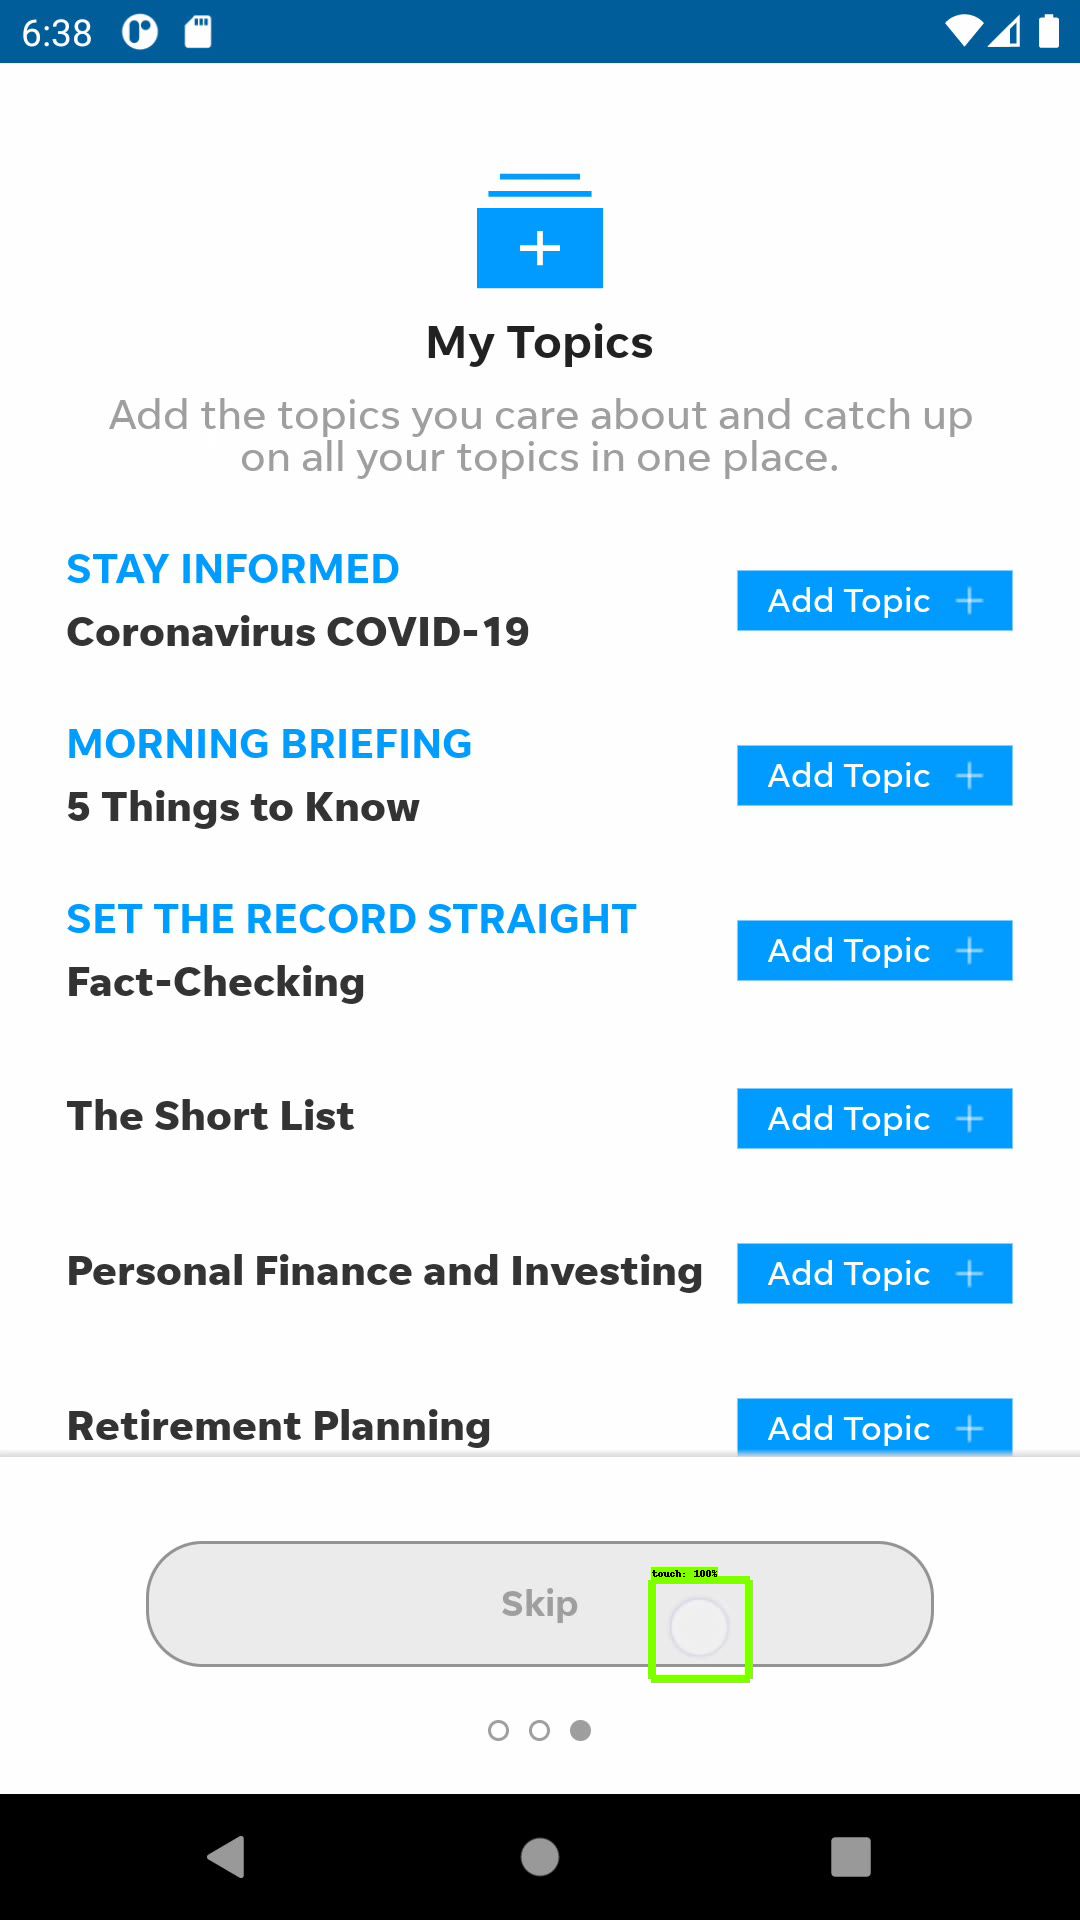 6:38
My Topics
Add the topics you care about and catch up
on all your topics in one place.
STAY INFORMED
Coronavirus COVID-19
Add Topic
MORNING BRIEFING
5 Things to Know
Add Topic
SET THE RECORD STRAIGHT
Fact-Checking
Add Topic
The Short List
Add Topic
Personal Finance and Investing
Add Topic
Retirement Planning
Add Topic
touch: 100%
Skip